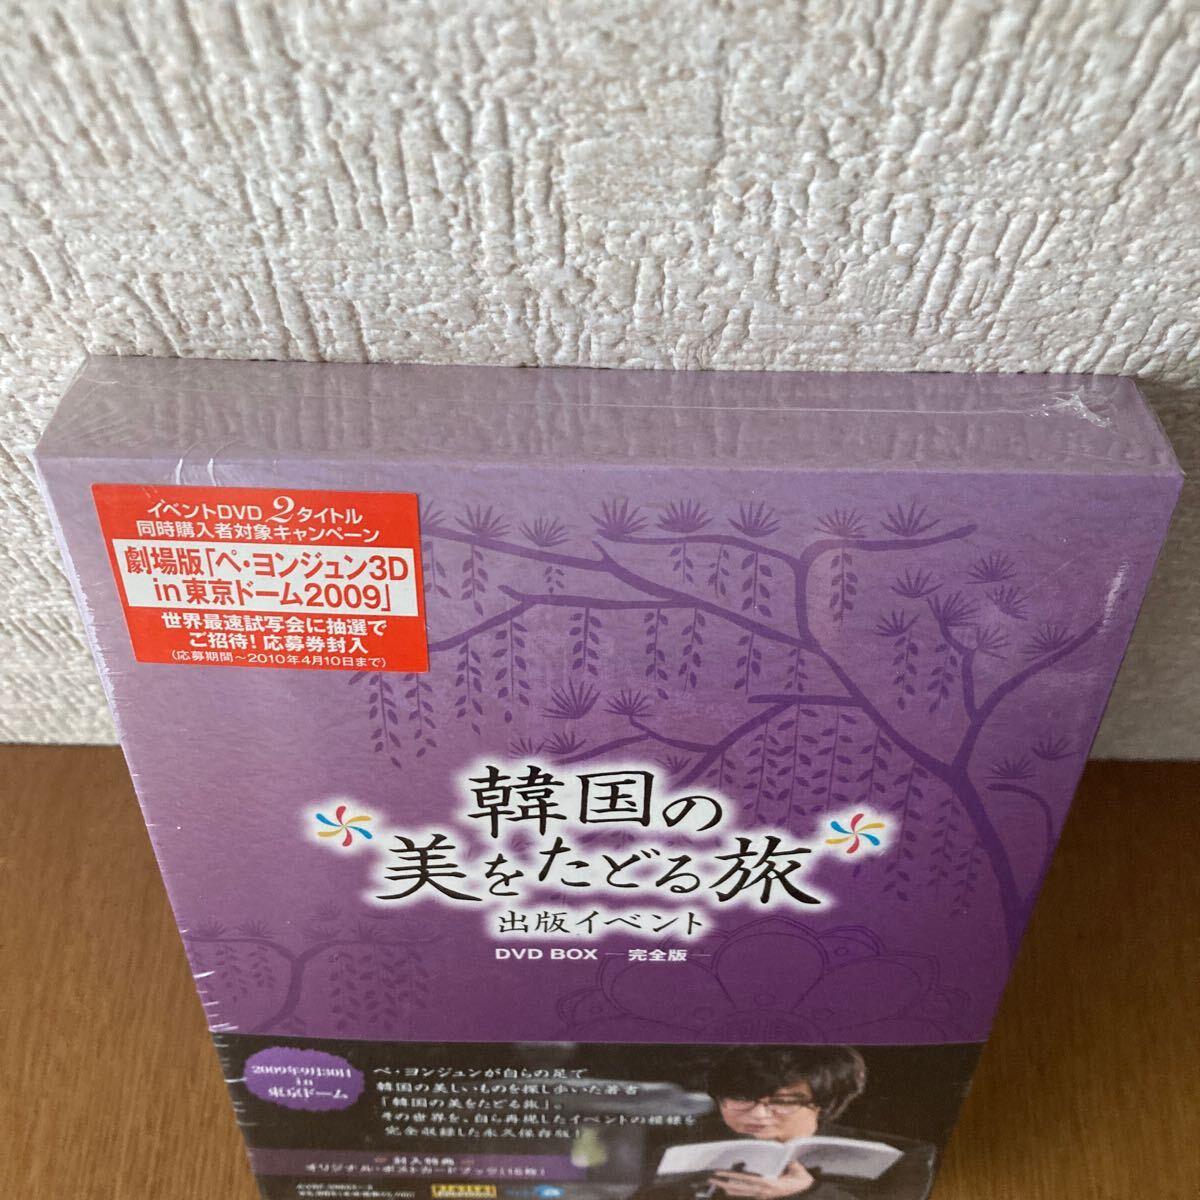 イベントDVD 2タイトル
同時購入者対象キャンペーン
劇場版「ペ・ヨンジュン3D
in 東京ドーム2009」
世界最速試写会に抽選で
ご招待! 応募券封入
(応募期間〜2010年4月10日まで)
韓国の
美をたどる旅
出版イベント
DVD BOX ―完全版―
2009年9月30日
in
東京ドーム
ペ・ヨンジュンが自らの足で
韓国の美しいものを探し歩いた著書
「韓国の美をたどる旅」。
その世界を、自ら再現したイベントの模様を
完全収録した永久保存版!
封入特典
オリジナル・ポストカードブック(16枚)